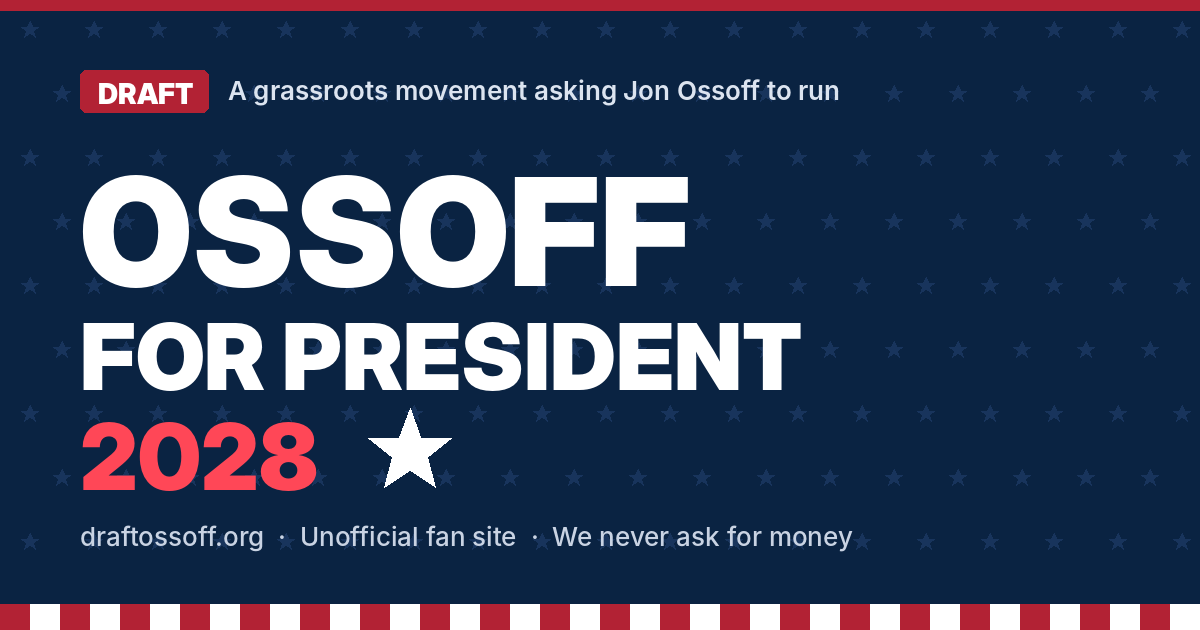 DRAFT A grassroots movement asking Jon Ossoff to run
OSSOFF
FOR PRESIDENT
2028
draftossoff.org · Unofficial fan site · We never ask for money